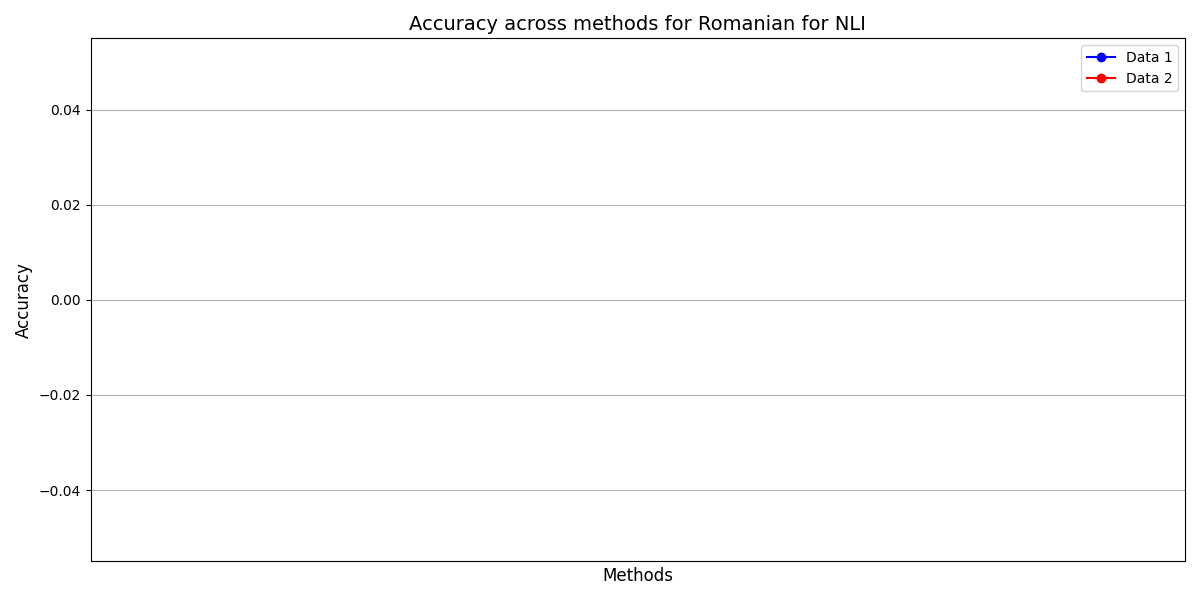 Accuracy across methods for Romanian for NLI
Data 1
Data 2
0.04
0.02
0.00
−0.02
−0.04
Accuracy
Methods